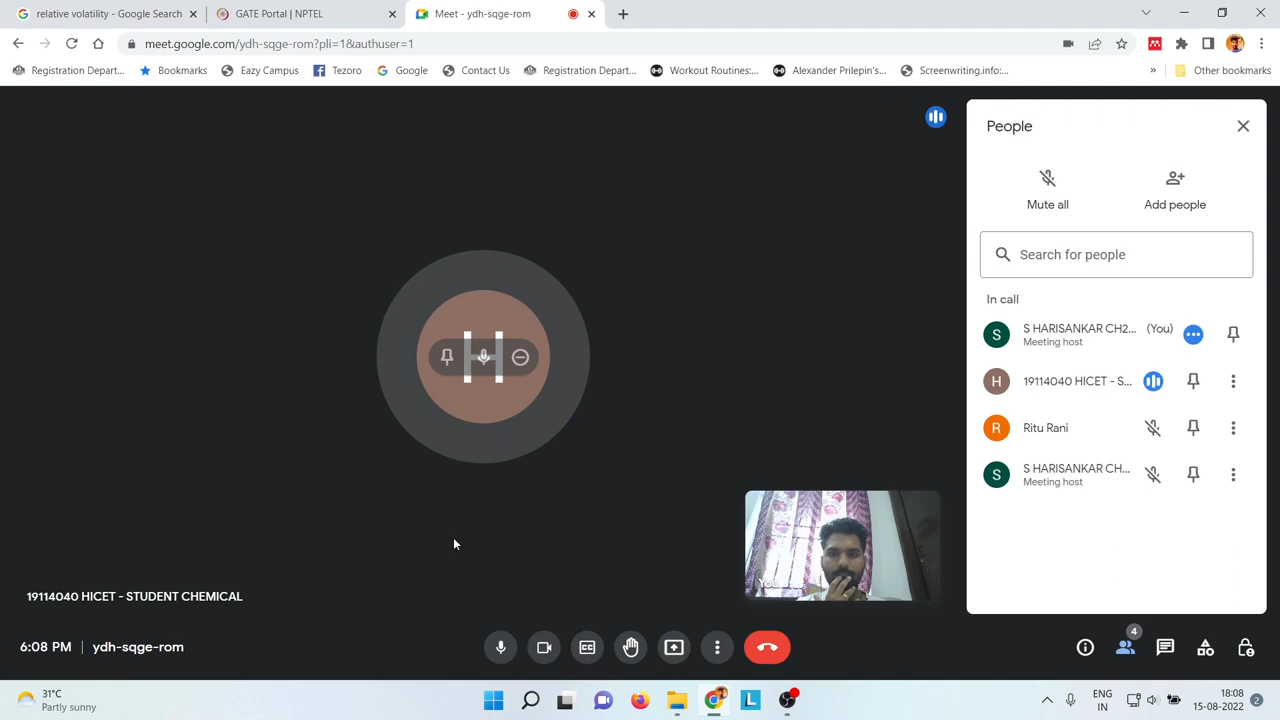 relative volatility - Google Search
GATE Portal | NPTEL
Meet - ydh-sqge-rom
meet.google.com/ydh-sqge-rom?pli=1&authuser=1
Registration Depart...
Bookmarks
Eazy Campus
Tezoro
Google
Contact Us
Registration Depart...
Workout Routines:...
Alexander Prilepin's...
Screenwriting.info:...
»
Other bookmarks
People
Mute all
Add people
Search for people
In call
S
S HARISANKAR CH2... (You)
Meeting host
H
19114040 HICET - S...
R
Ritu Rani
S
S HARISANKAR CH...
Meeting host
H
19114040 HICET - STUDENT CHEMICAL
6:08 PM | ydh-sqge-rom
4
31°C
Partly sunny
L
ENG
IN
18:08
15-08-2022
2